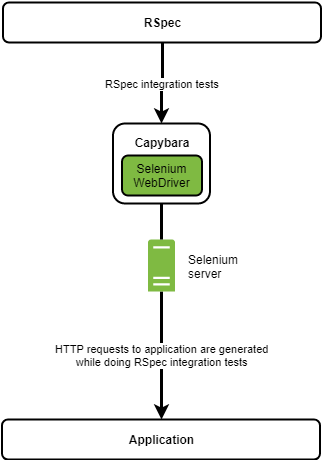 RSpec
RSpec integration tests
Capybara
Selenium
WebDriver
Selenium
server
HTTP requests to application are generated
while doing RSpec integration tests
Application